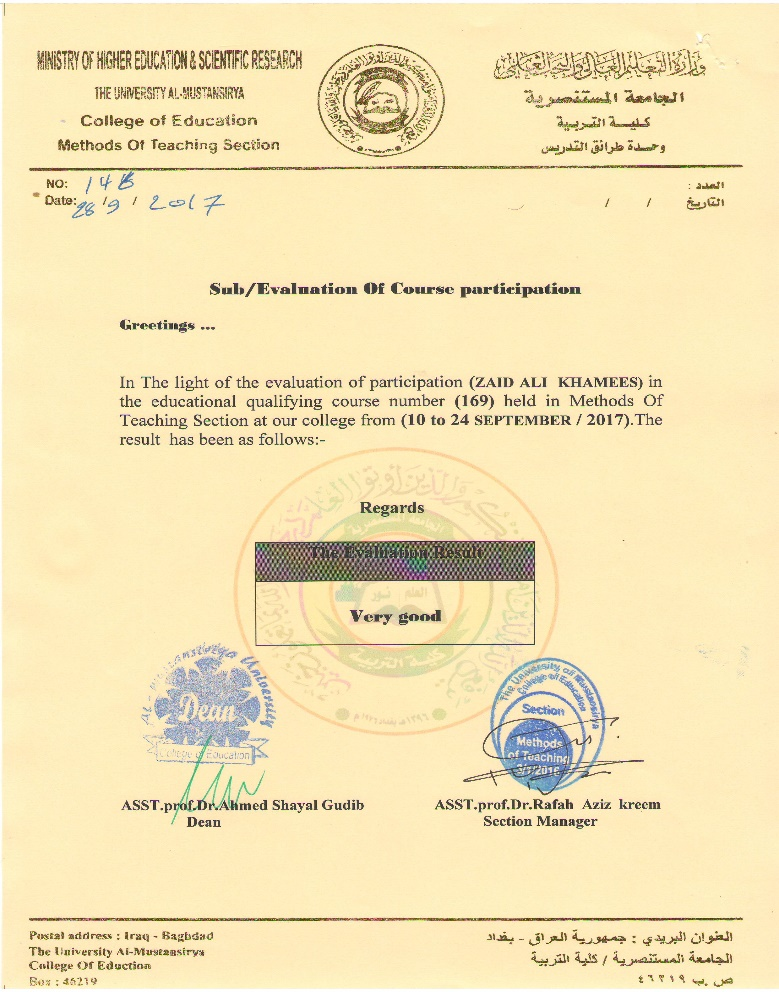 MINISTRY OF HIGHER EDUCATION & SCIENTIFIC RESEARCH
THE UNIVERSITY AL-MUSTANSIRYA
College of Education
Methods Of Teaching Section
وزارة التعليم العالي والبحث العلمي
الجامعة المستنصرية
كلية التربية
وحدة طرائق التدريس
NO: 148
Date: 28/9/2017
العدد :
التاريخ / /
Sub/Evaluation Of Course participation
Greetings ...
In The light of the evaluation of participation (ZAID ALI KHAMEES) in
the educational qualifying course number (169) held in Methods Of
Teaching Section at our college from (10 to 24 SEPTEMBER / 2017).The
result has been as follows:-
Regards
The Evaluation Result
Very good
AL-Mustansiriya University
Dean
College of Education
The University of Mustansirya
College of Education
Section
Methods
of Teaching
ASST.prof.Dr.Ahmed Shayal Gudib
Dean
ASST.prof.Dr.Rafah Aziz kreem
Section Manager
Postal address : Iraq - Baghdad
The University Al-Mustansirya
College Of Eduction
Box : 46219
العنوان البريدي : جمهورية العراق - بغداد
الجامعة المستنصرية / كلية التربية
ص . ب ٤٦٢١٩